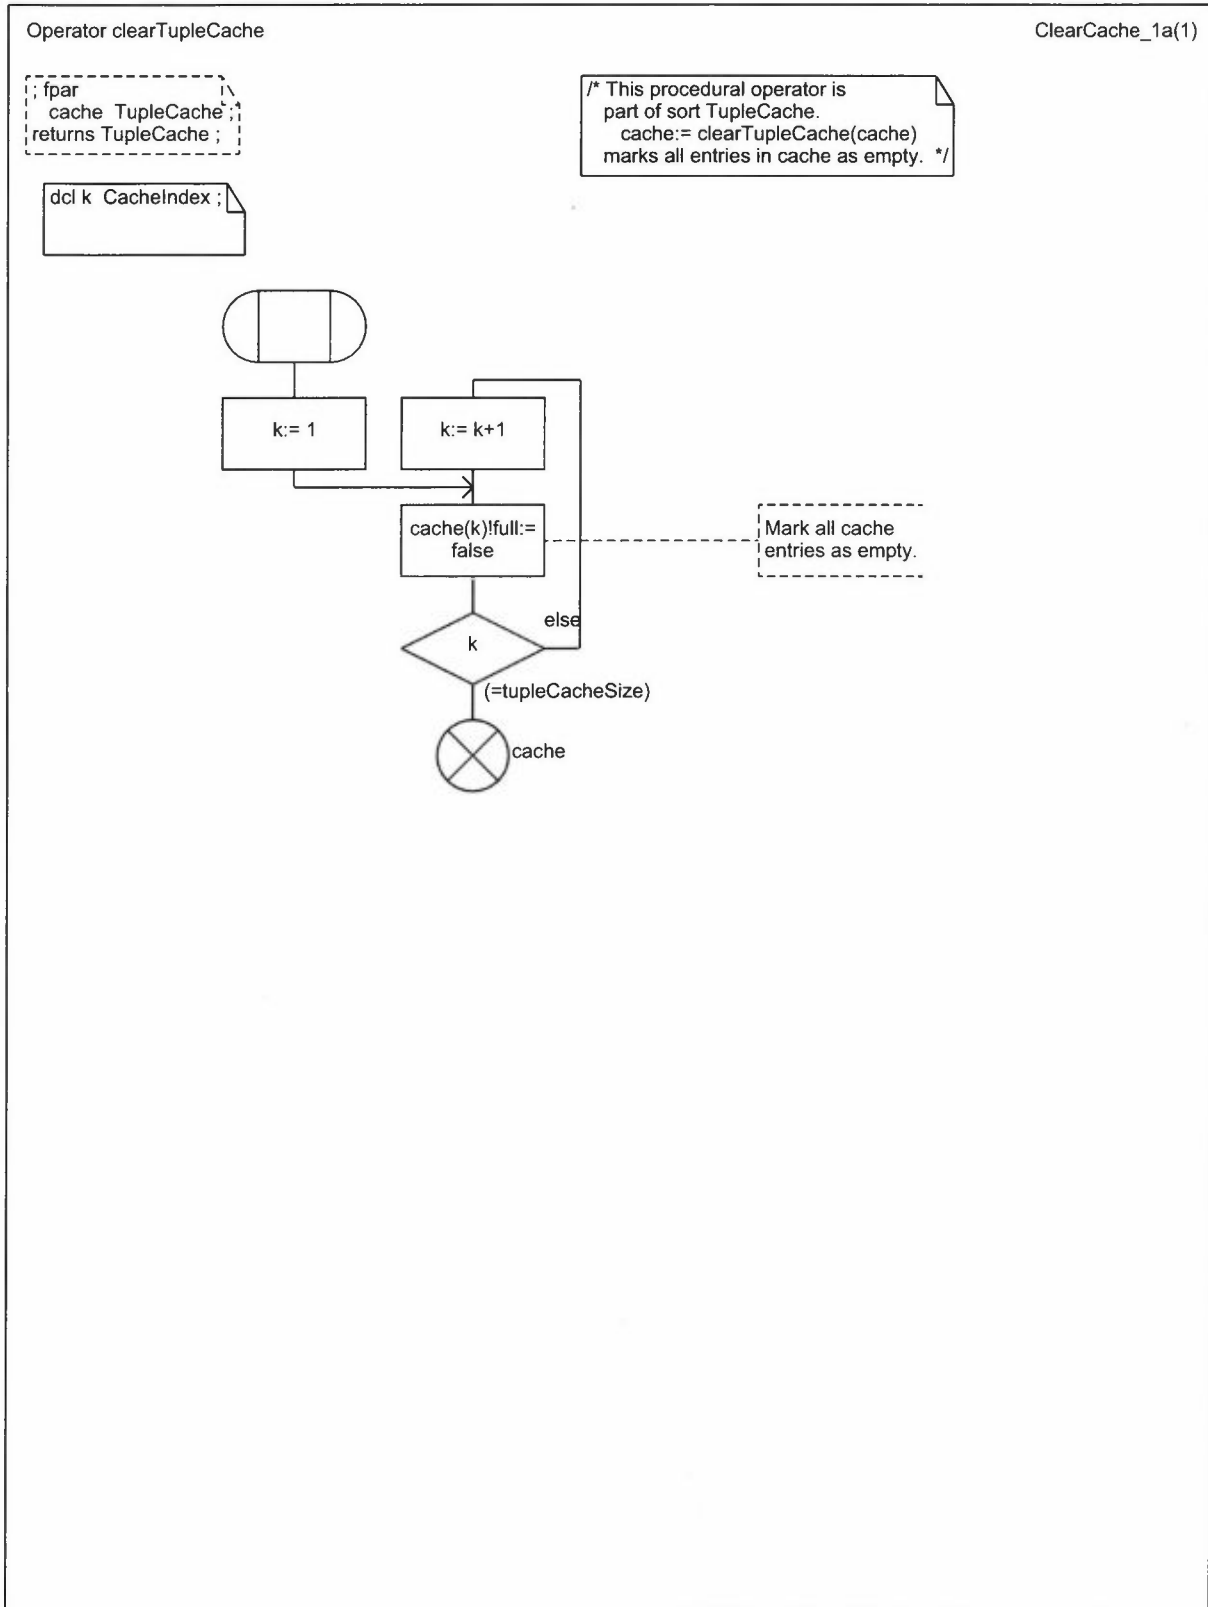 Operator clearTupleCache
ClearCache_1a(1)
; fpar
cache TupleCache ;
returns TupleCache ;
/* This procedural operator is
part of sort TupleCache.
cache:= clearTupleCache(cache)
marks all entries in cache as empty. */
dcl k CacheIndex ;
k:= 1
k:= k+1
cache(k)!full:=
false
Mark all cache
entries as empty.
else
k
(=tupleCacheSize)
cache